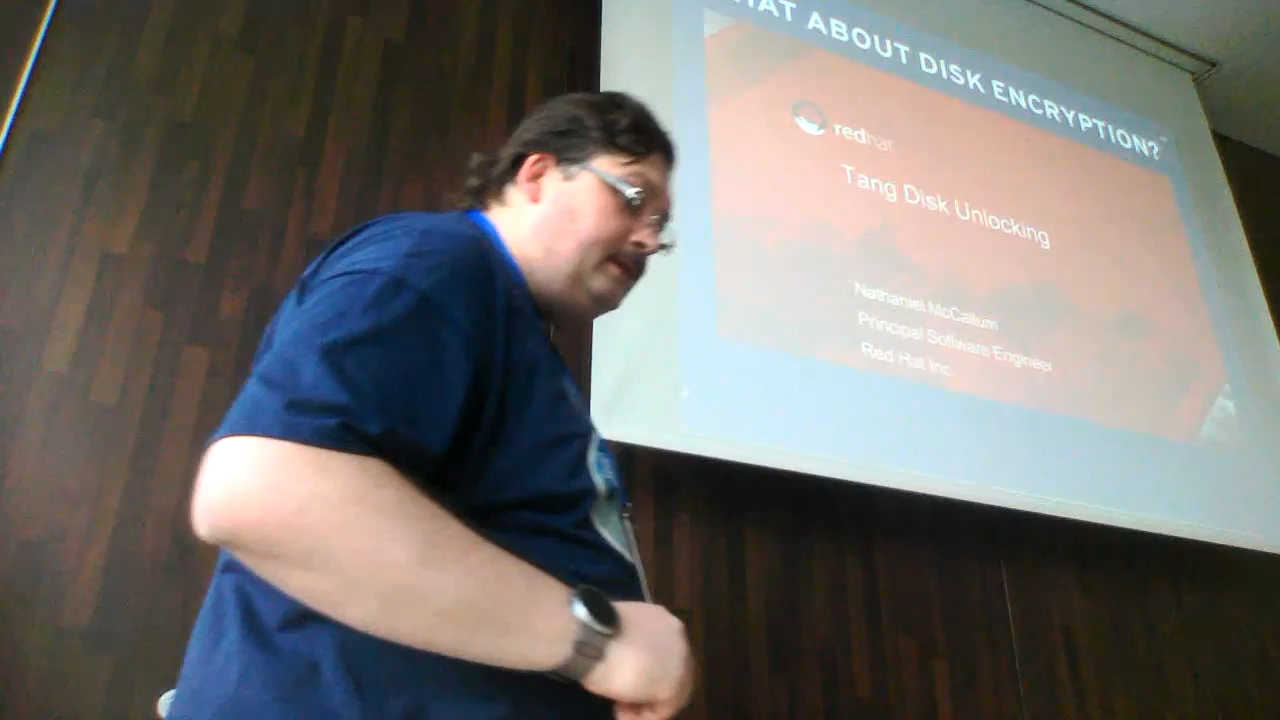 HAT ABOUT DISK ENCRYPTION?
redhat
Tang Disk Unlocking
Nathaniel McCallum
Principal Software Engineer
Red Hat Inc.